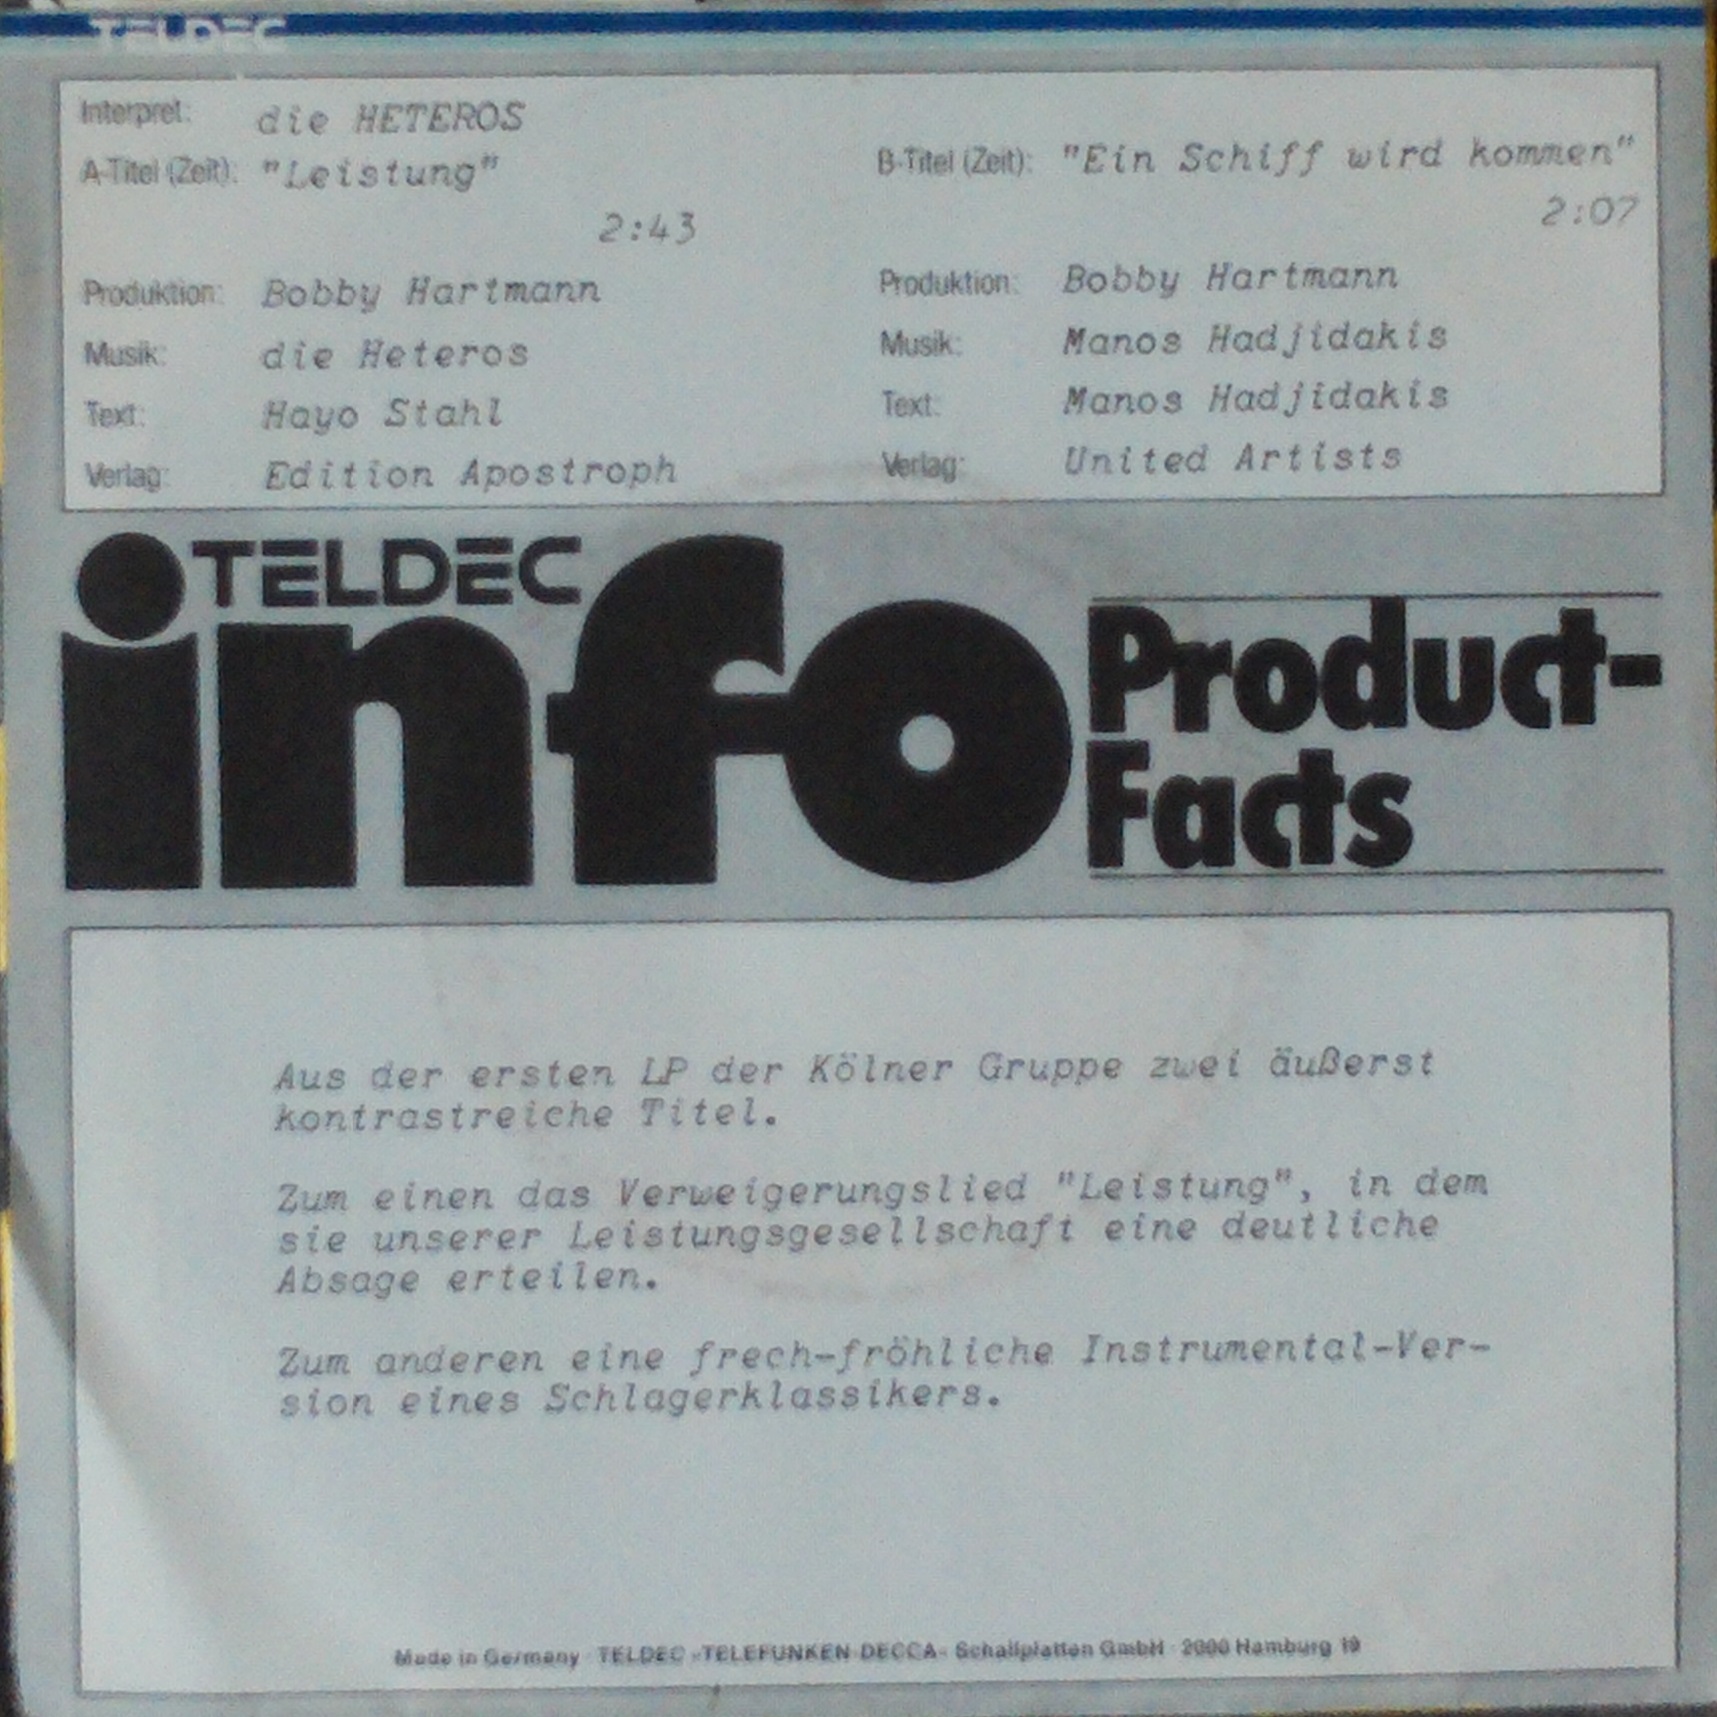 TELDEC
Interpret: die HETEROS
A-Titel (Zeit): "Leistung"
2:43
Produktion: Bobby Hartmann
Musik: die Heteros
Text: Hayo Stahl
Verlag: Edition Apostroph
B-Titel (Zeit): "Ein Schiff wird kommen"
2:07
Produktion: Bobby Hartmann
Musik: Manos Hadjidakis
Text: Manos Hadjidakis
Verlag: United Artists
TELDEC
info
Product-
Facts
Aus der ersten LP der Kölner Gruppe zwei äußerst
kontrastreiche Titel.
Zum einen das Verweigerungslied "Leistung", in dem
sie unserer Leistungsgesellschaft eine deutliche
Absage erteilen.
Zum anderen eine frech-fröhliche Instrumental-Ver-
sion eines Schlagerklassikers.
Made in Germany · TELDEC »TELEFUNKEN-DECCA« Schallplatten GmbH · 2000 Hamburg 19